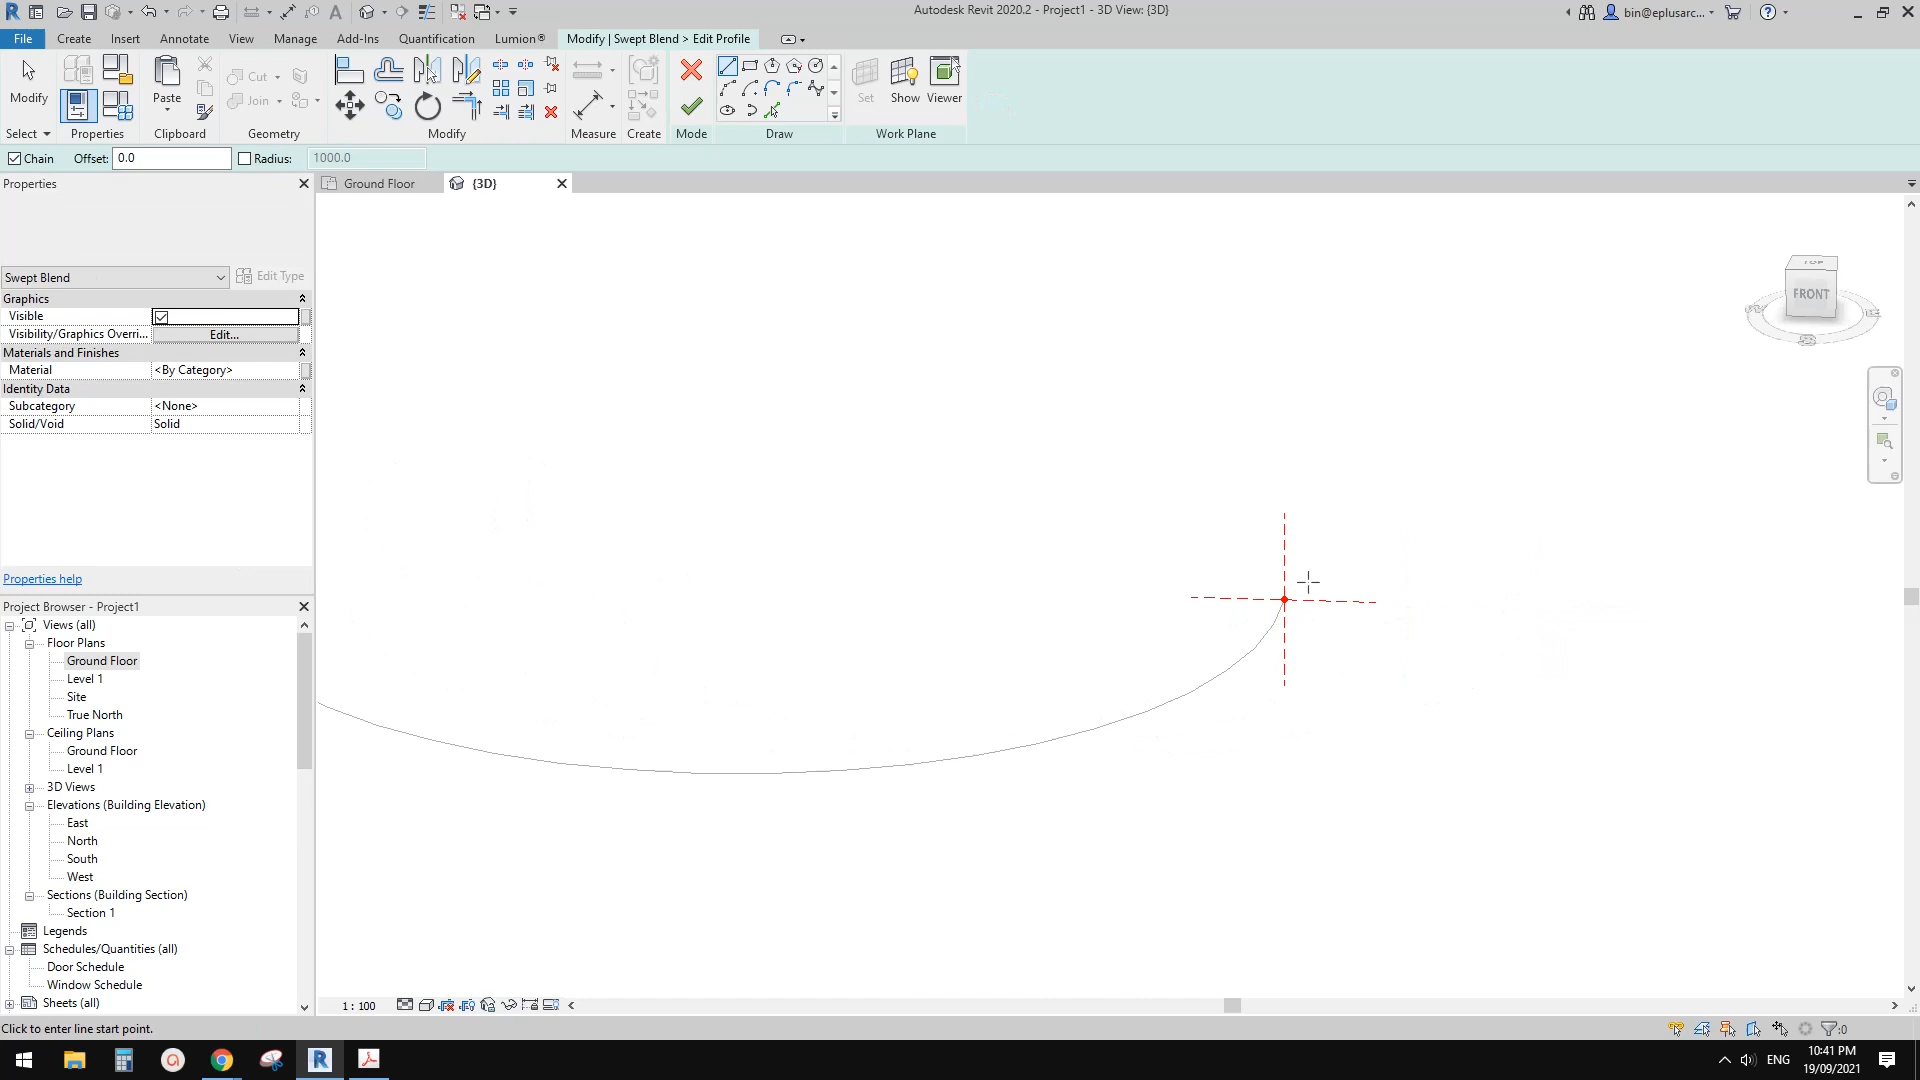 Autodesk Revit 2020.2 - Project1 - 3D View: {3D}
bin@eplusarc...
File Create Insert Architect Annotate View Manage Add-Ins Quantification Lumion® Modify | Swept Blend > Edit Profile
Modify
Paste
Cut
Join
Set
Show
Viewer
Select
Properties
Clipboard
Geometry
Modify
Measure
Create
Mode
Draw
Work Plane
Chain
Offset: 0.0
Radius: 1000.0
Properties
Ground Floor
{3D}
Swept Blend
Edit Type
Graphics
Visible
Visibility/Graphics Overri... Edit...
Materials and Finishes
Material <By Category>
Identity Data
Subcategory <None>
Solid/Void Solid
TOP
FRONT
Properties help
Project Browser - Project1
Views (all)
Floor Plans
Ground Floor
Level 1
Site
True North
Ceiling Plans
Ground Floor
Level 1
3D Views
Elevations (Building Elevation)
East
North
South
West
Sections (Building Section)
Section 1
Legends
Schedules/Quantities (all)
Door Schedule
Window Schedule
Sheets (all)
1 : 100
Click to enter line start point.
:0
ENG
10:41 PM
19/09/2021